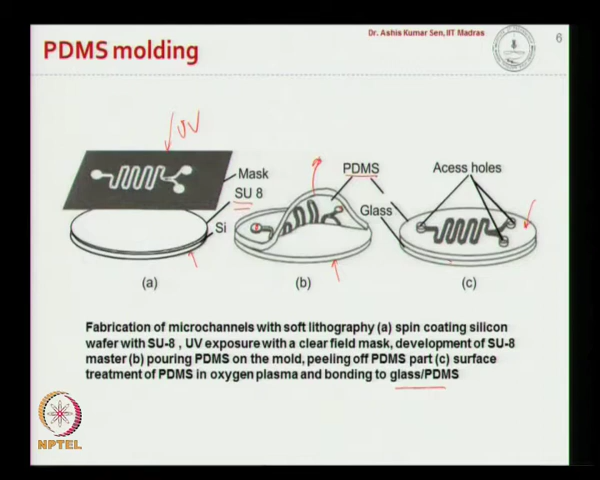 Dr. Ashis Kumar Sen, IIT Madras
6
PDMS molding
UV
Mask
SU 8
Si
PDMS
Glass
Acess holes
(a)
(b)
(c)
Fabrication of microchannels with soft lithography (a) spin coating silicon
wafer with SU-8 , UV exposure with a clear field mask, development of SU-8
master (b) pouring PDMS on the mold, peeling off PDMS part (c) surface
treatment of PDMS in oxygen plasma and bonding to glass/PDMS
NPTEL